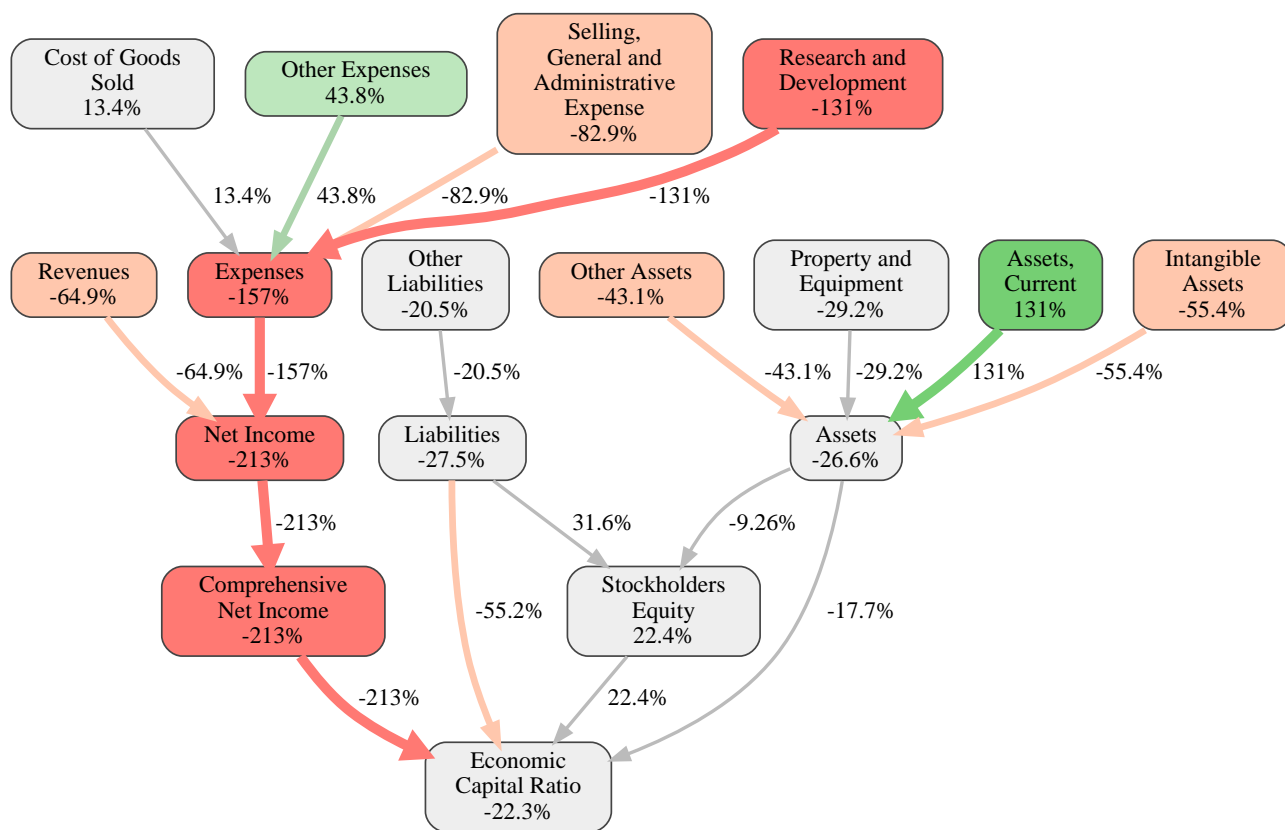 Cost of Goods
Sold
13.4%
Other Expenses
43.8%
Selling,
General and
Administrative
Expense
-82.9%
Research and
Development
-131%
13.4%
43.8%
-82.9%
-131%
Revenues
-64.9%
Expenses
-157%
Other
Liabilities
-20.5%
Other Assets
-43.1%
Property and
Equipment
-29.2%
Assets,
Current
131%
Intangible
Assets
-55.4%
-64.9%
-157%
-20.5%
-43.1%
-29.2%
131%
-55.4%
Net Income
-213%
Liabilities
-27.5%
Assets
-26.6%
-213%
31.6%
-9.26%
Comprehensive
Net Income
-213%
-55.2%
Stockholders
Equity
22.4%
-17.7%
-213%
22.4%
Economic
Capital Ratio
-22.3%